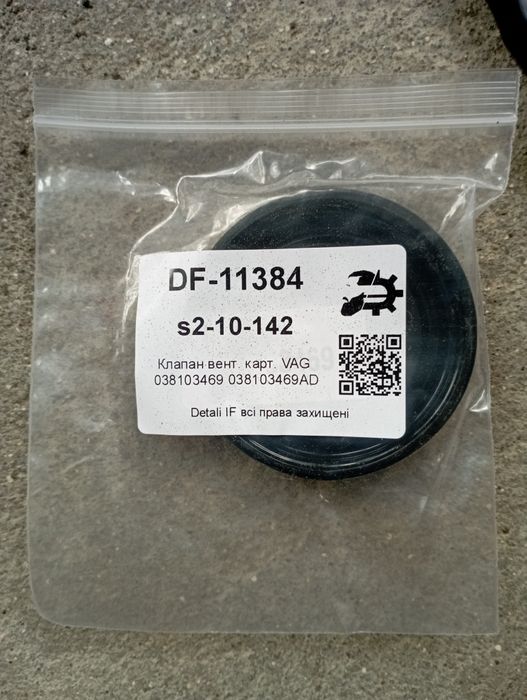 DF-11384
s2-10-142
Клапан вент. карт. VAG
038103469 038103469AD
Detali IF всі права захищені